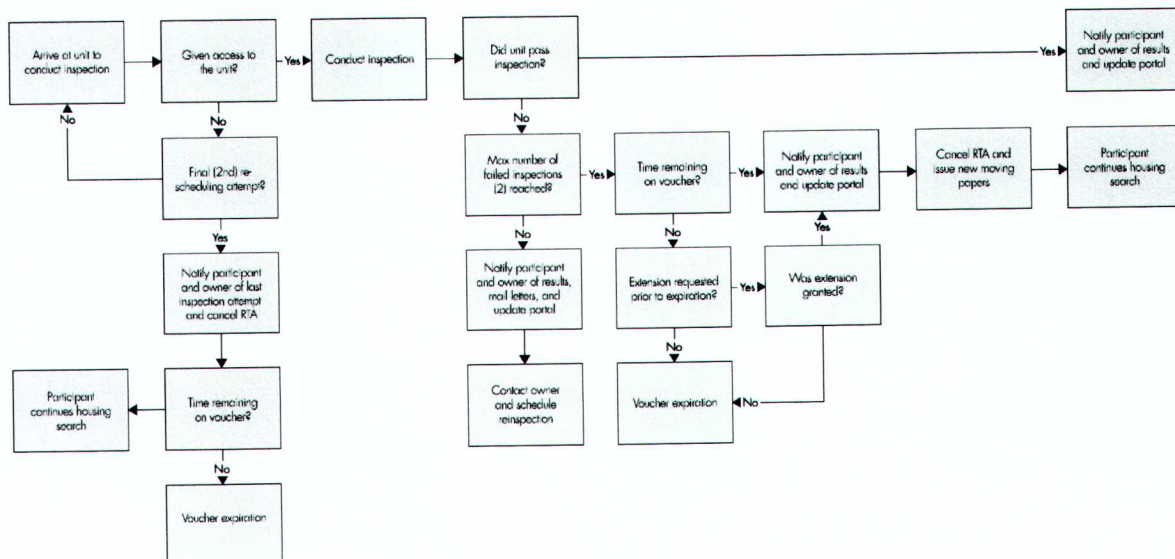 Arrive at unit to
conduct inspection
Given access to
the unit?
Yes
Conduct inspection
Did unit pass
inspection?
Yes
Notify participant
and owner of results
and update portal
No
No
No
Final (2nd) re-
scheduling attempt?
Max number of
failed inspections
(2) reached?
Yes
Time remaining
on voucher?
Yes
Notify participant
and owner of results
and update portal
Cancel RTA and
issue new moving
papers
Participant
continues housing
search
Yes
No
No
Yes
Notify participant
and owner of last
inspection attempt
and cancel RTA
Notify participant
and owner of results,
mail letters, and
update portal
Extension requested
prior to expiration?
Yes
Was extension
granted?
No
Participant
continues housing
search
Time remaining
on voucher?
Contact owner
and schedule
reinspection
Voucher expiration
No
No
Voucher expiration